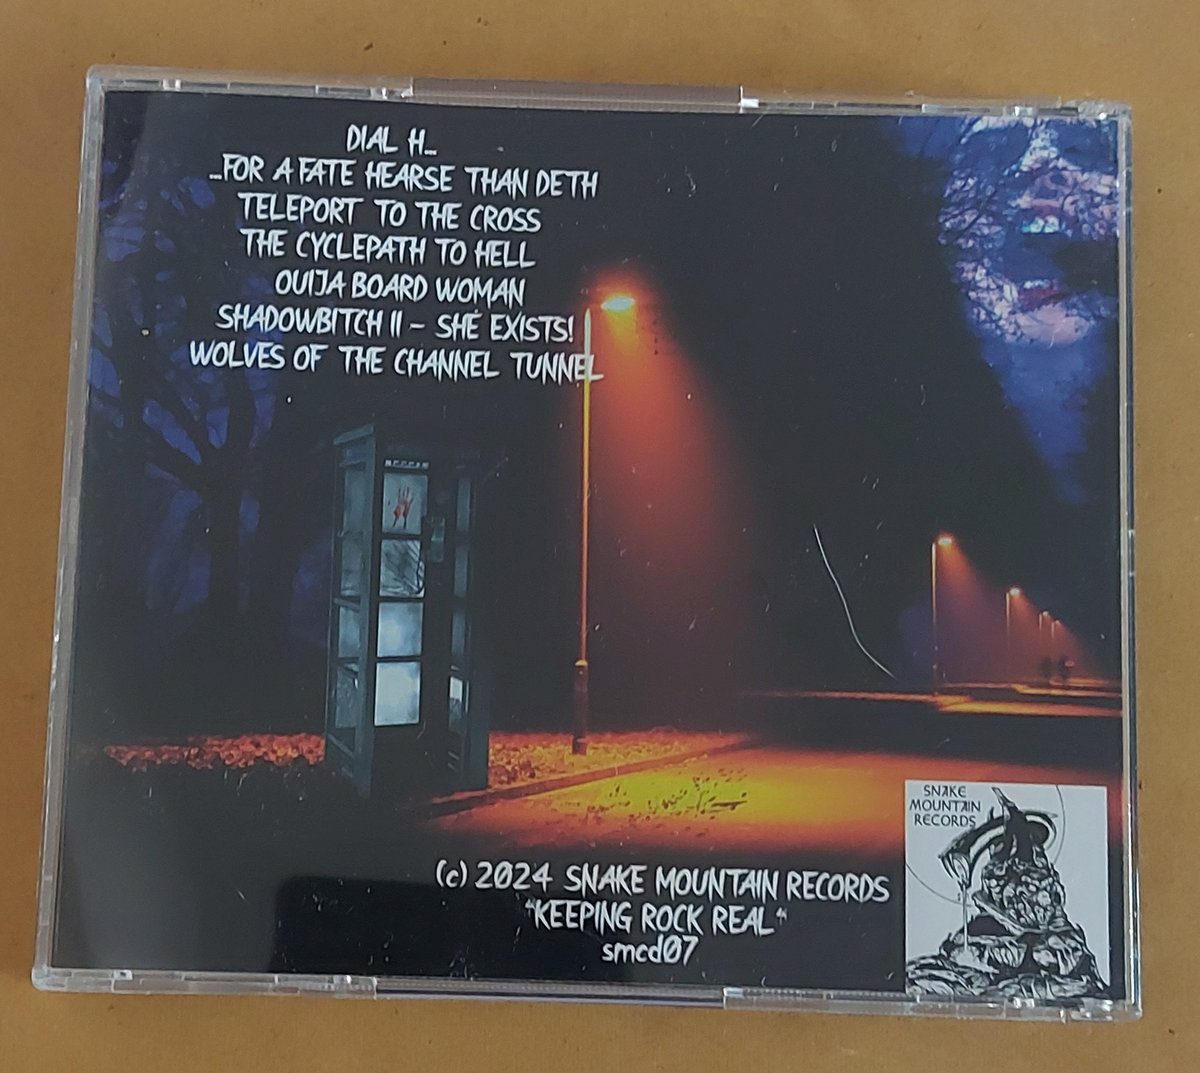 DIAL H...
...FOR A FATE HEARSE THAN DETH
TELEPORT TO THE CROSS
THE CYCLEPATH TO HELL
OUIJA BOARD WOMAN
SHADOWBITCH II - SHE EXISTS!
WOLVES OF THE CHANNEL TUNNEL
SNAKE
MOUNTAIN
RECORDS
(c) 2024 SNAKE MOUNTAIN RECORDS
"KEEPING ROCK REAL"
smcd07